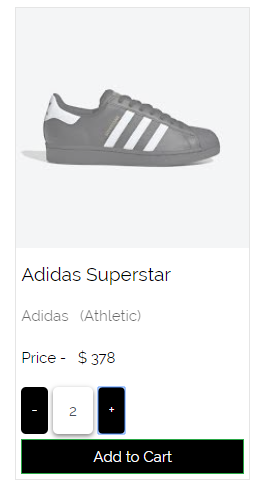 Adidas Superstar
Adidas (Athletic)
Price - $ 378
- 2 +
Add to Cart